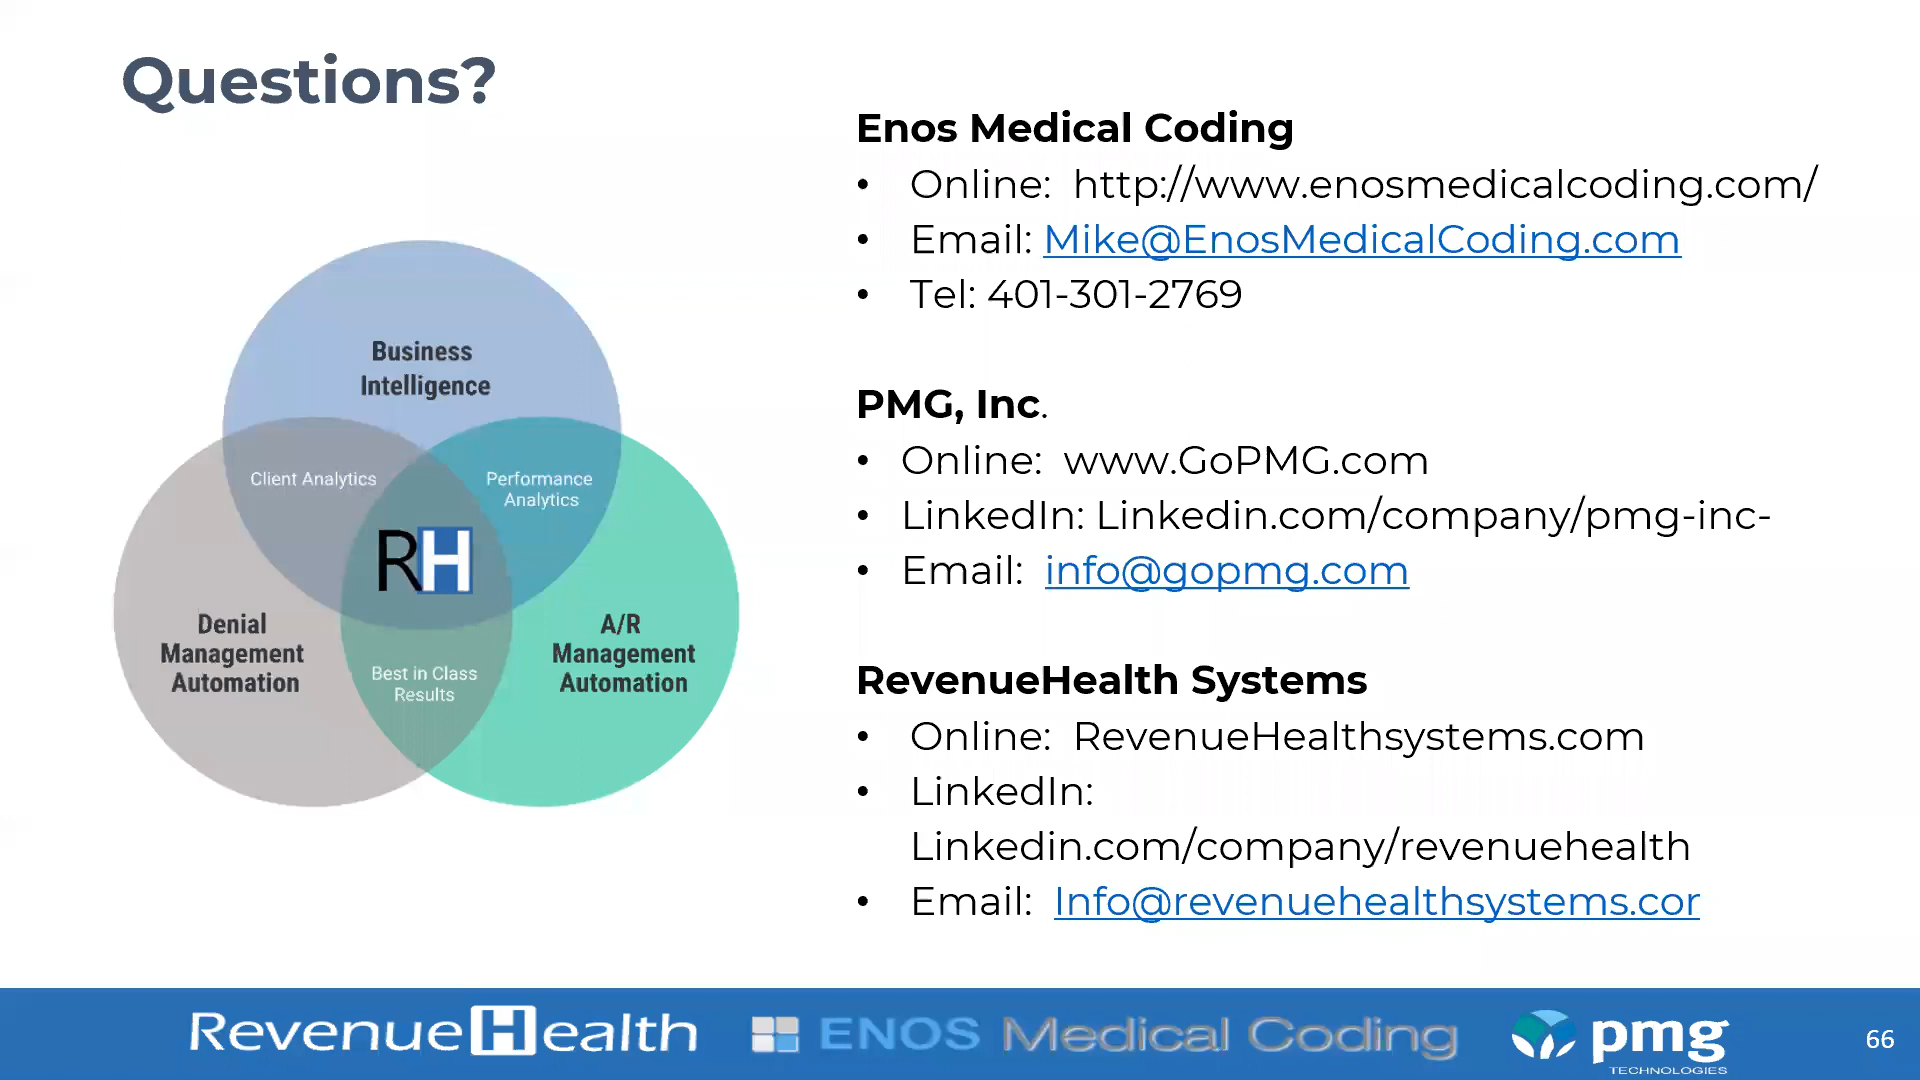 Questions?
Business
Intelligence
Client Analytics
Performance
Analytics
RH
Denial
Management
Automation
A/R
Management
Automation
Best in Class
Results
Enos Medical Coding
• Online: http://www.enosmedicalcoding.com/
• Email: Mike@EnosMedicalCoding.com
• Tel: 401-301-2769
PMG, Inc.
• Online: www.GoPMG.com
• LinkedIn: Linkedin.com/company/pmg-inc-
• Email: info@gopmg.com
RevenueHealth Systems
• Online: RevenueHealthsystems.com
• LinkedIn:
Linkedin.com/company/revenuehealth
• Email: Info@revenuehealthsystems.cor
RevenueHealth
ENOS Medical Coding
pmg
TECHNOLOGIES
66